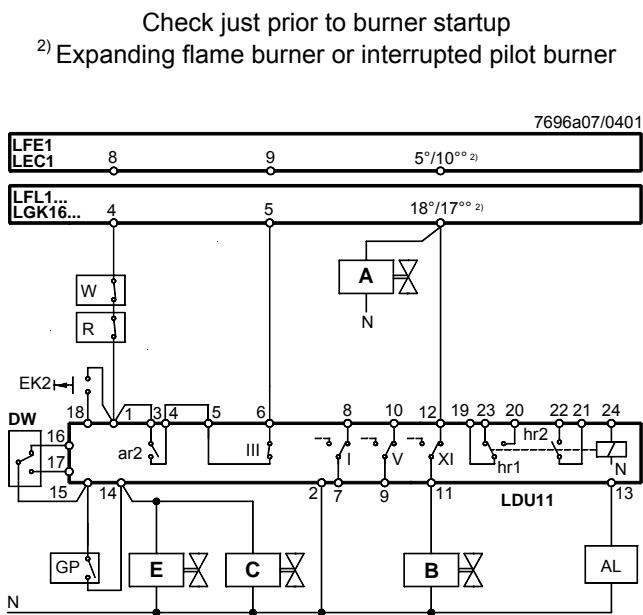 Check just prior to burner startup
2) Expanding flame burner or interrupted pilot burner
7696a07/0401
LFE1
LEC1
8 9 5°/10°° 2)
LFL1...
LGK16...
4 5 18°/17°° 2)
W
A
R
N
EK2
DW
18 1 3 4 5 6 8 10 12 19 23 20 22 21 24
16
ar2 III I V XI hr1 hr2 N
17
15 14 2 7 9 11 LDU11 13
GP E C B AL
N